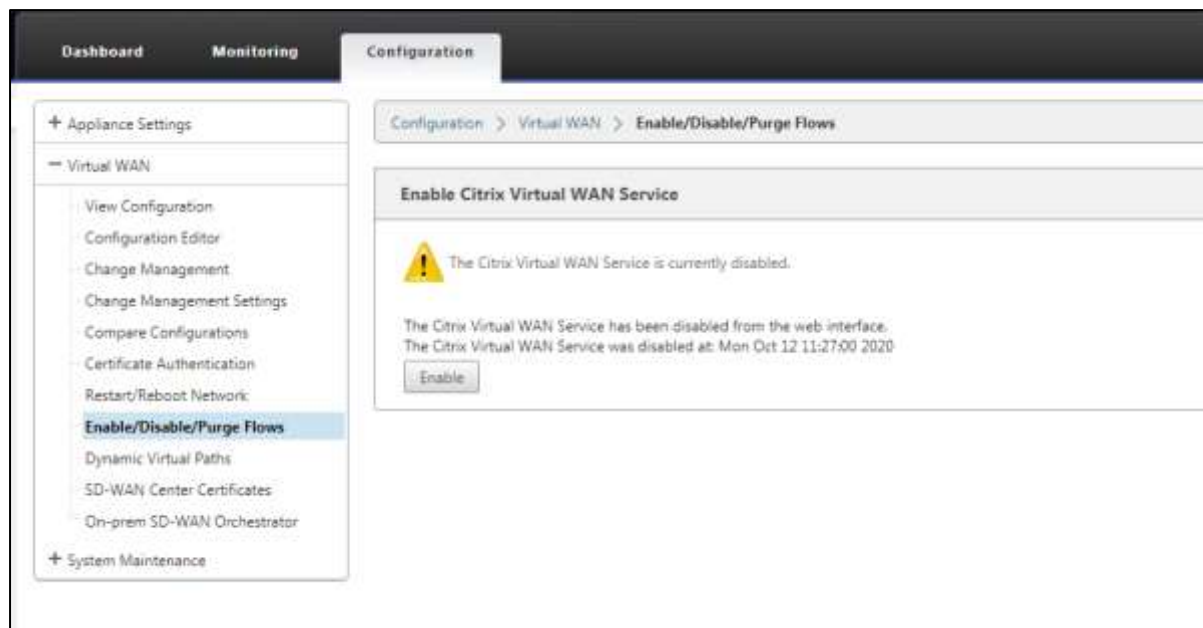 Dashboard Monitoring Configuration
+ Appliance Settings
− Virtual WAN
View Configuration
Configuration Editor
Change Management
Change Management Settings
Compare Configurations
Certificate Authentication
Restart/Reboot Network
Enable/Disable/Purge Flows
Dynamic Virtual Paths
SD-WAN Center Certificates
On-prem SD-WAN Orchestrator
+ System Maintenance
Configuration > Virtual WAN > Enable/Disable/Purge Flows
Enable Citrix Virtual WAN Service
The Citrix Virtual WAN Service is currently disabled.
The Citrix Virtual WAN Service has been disabled from the web interface.
The Citrix Virtual WAN Service was disabled at: Mon Oct 12 11:27:00 2020
Enable